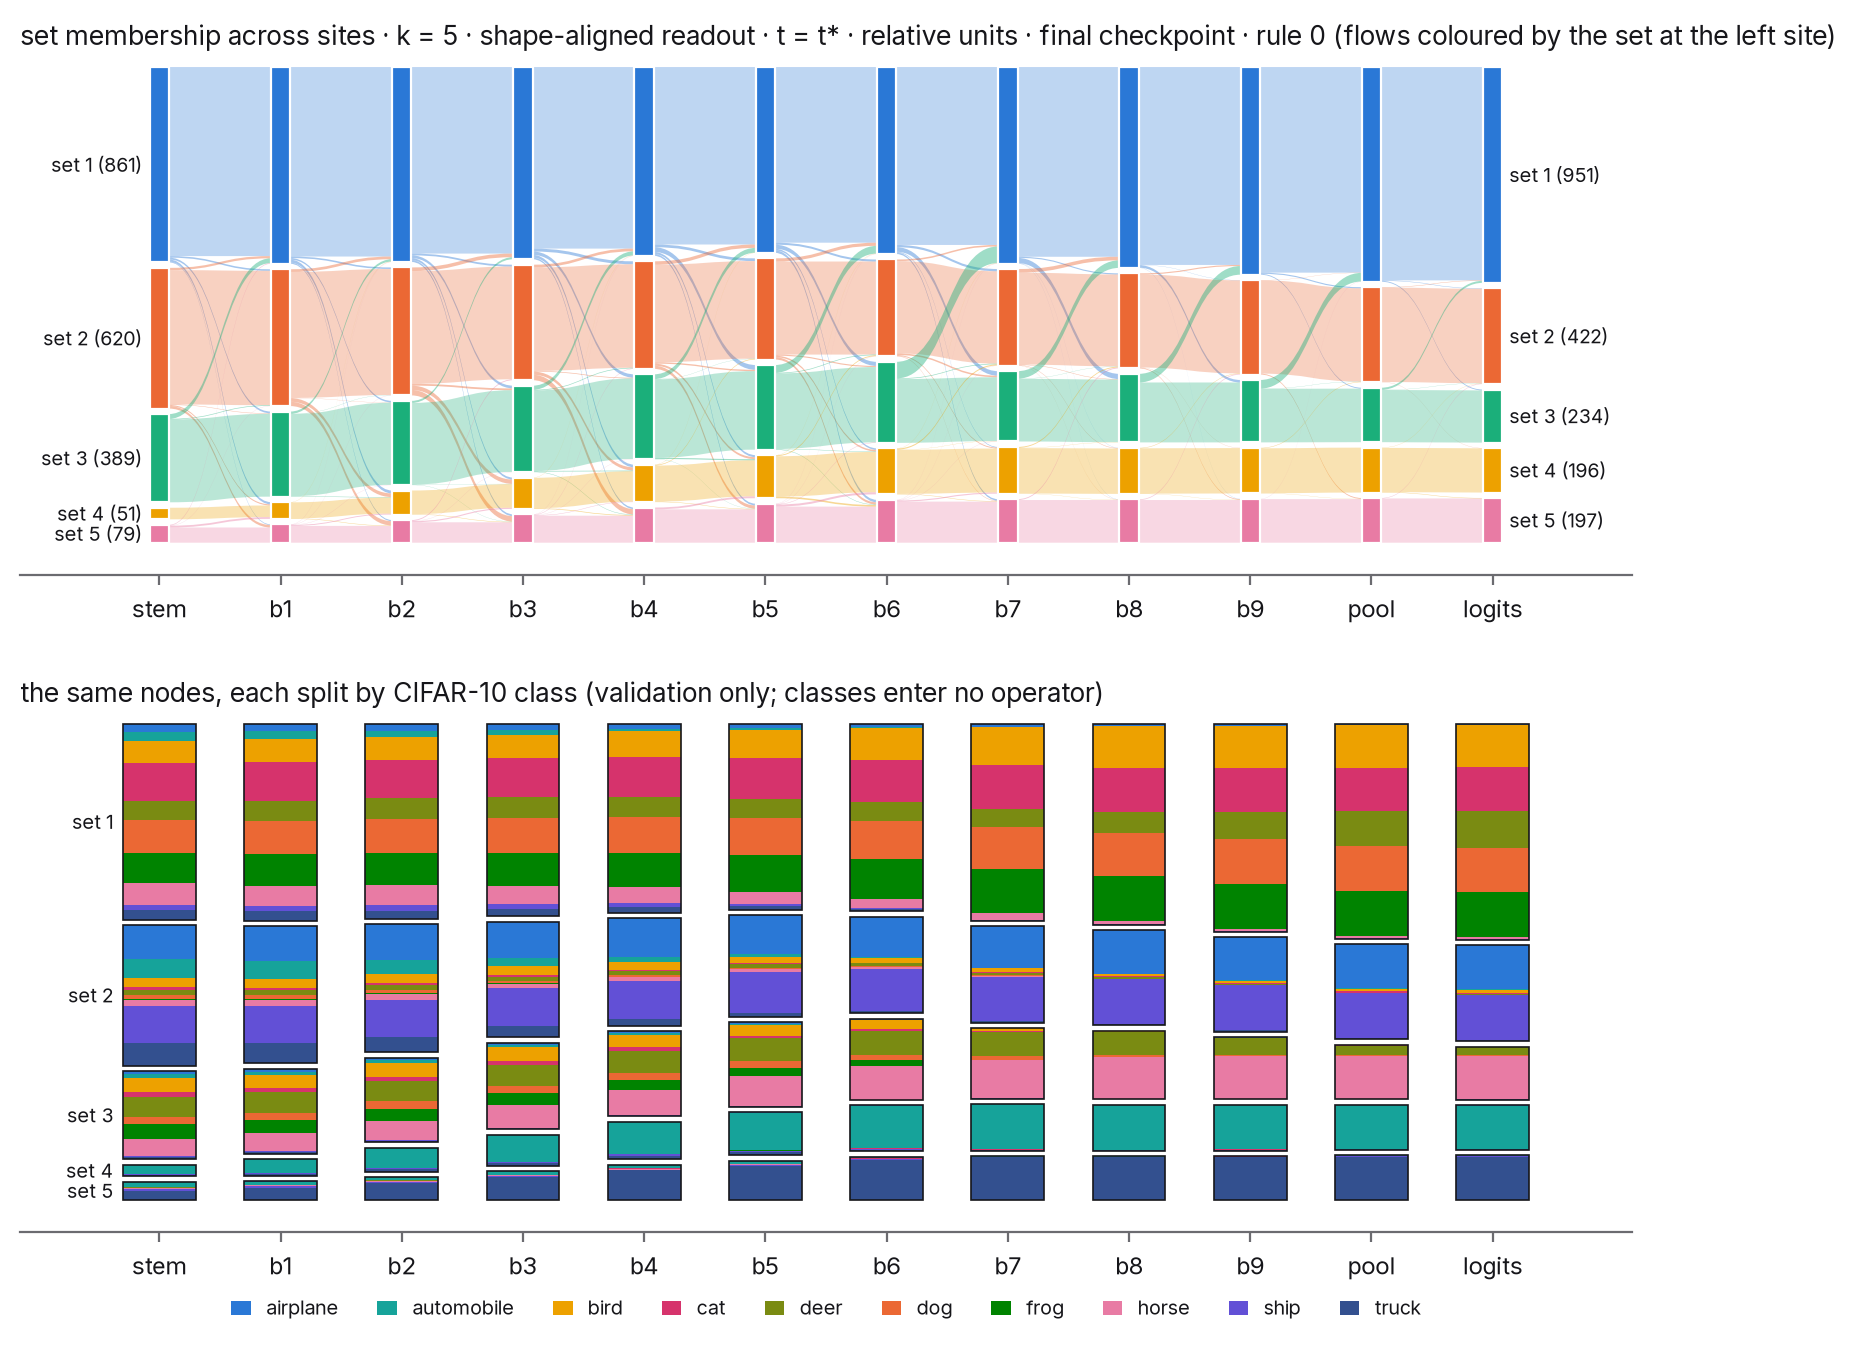 set membership across sites · k = 5 · shape-aligned readout · t = t* · relative units · final checkpoint · rule 0 (flows coloured by the set at the left site)
set 1 (861)
set 1 (951)
set 2 (620)
set 2 (422)
set 3 (389)
set 3 (234)
set 4 (51)
set 4 (196)
set 5 (79)
set 5 (197)
stem b1 b2 b3 b4 b5 b6 b7 b8 b9 pool logits
the same nodes, each split by CIFAR-10 class (validation only; classes enter no operator)
set 1
set 2
set 3
set 4
set 5
stem b1 b2 b3 b4 b5 b6 b7 b8 b9 pool logits
airplane automobile bird cat deer dog frog horse ship truck